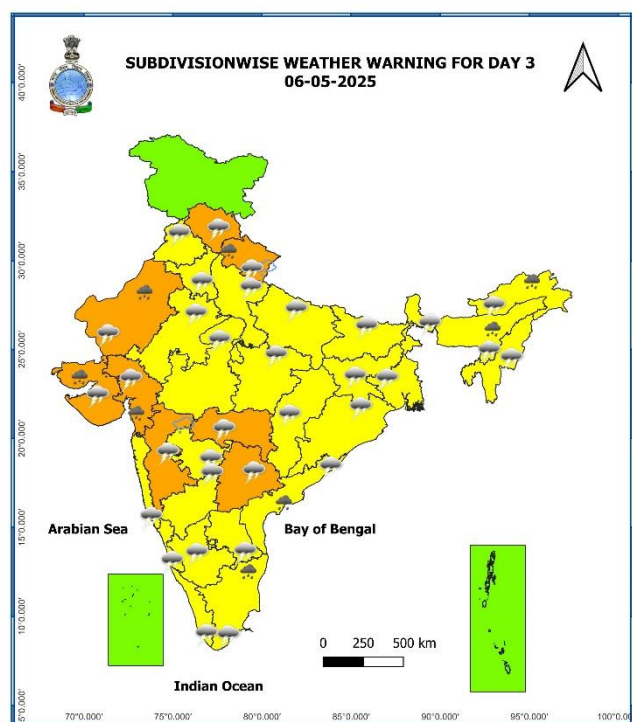 SUBDIVISIONWISE WEATHER WARNING FOR DAY 3
06-05-2025
40°0.000'
35°0.000'
30°0.000'
25°0.000'
20°0.000'
15°0.000'
10°0.000'
5°0.000'
Arabian Sea
Bay of Bengal
0 250 500 km
Indian Ocean
70°0.000' 75°0.000' 80°0.000' 85°0.000' 90°0.000' 95°0.000'